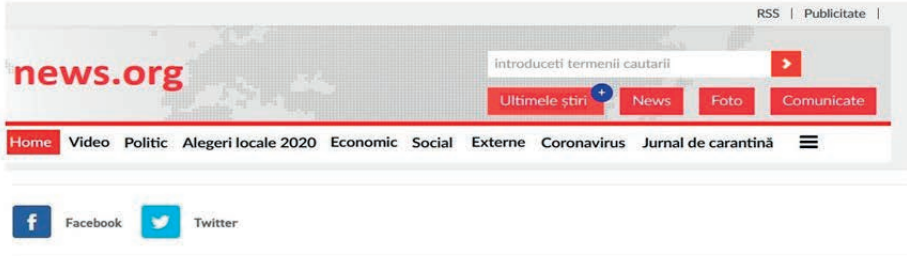 RSS | Publicitate |
news.org
introduceti termenii cautarii
Ultimele știri + News Foto Comunicate
Home Video Politic Alegeri locale 2020 Economic Social Externe Coronavirus Jurnal de carantină
Facebook Twitter